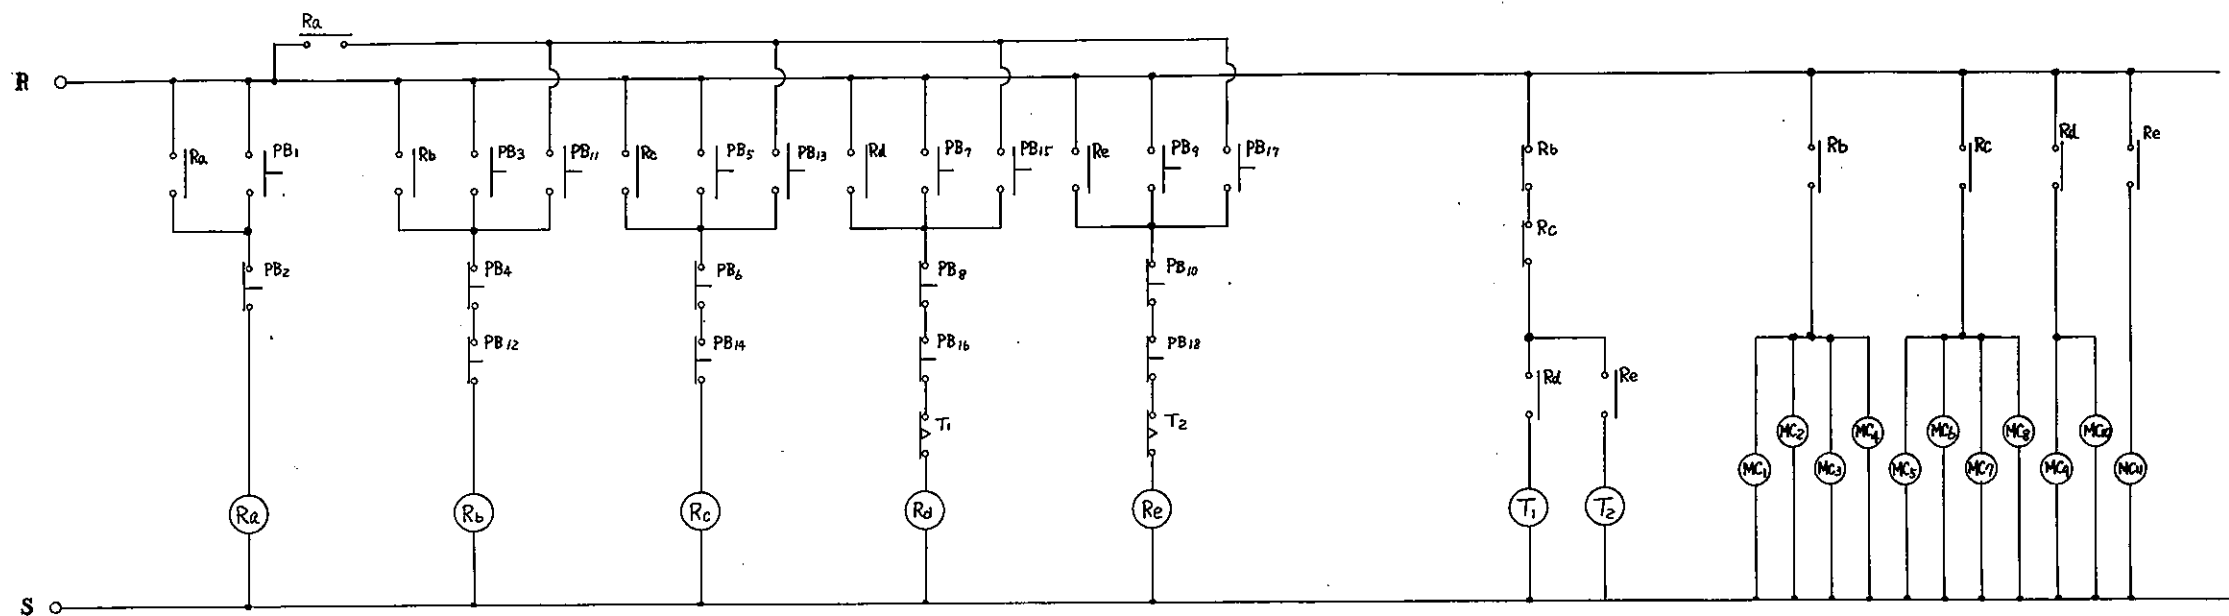 Ra
R
Ra PB1 Rb PB3 PB11 Rc PB5 PB13 Rd PB7 PB15 Re PB9 PB17 Rb Rb Rc Rd Re
Rc
PB2 PB4 PB6 PB8 PB10
PB12 PB14 PB16 PB18
Rd Re
T1 T2
MC2 MC4 MC6 MC8 MC10
MC1 MC3 MC5 MC7 MC9 MC11
Ra Rb Rc Rd Re T1 T2
S